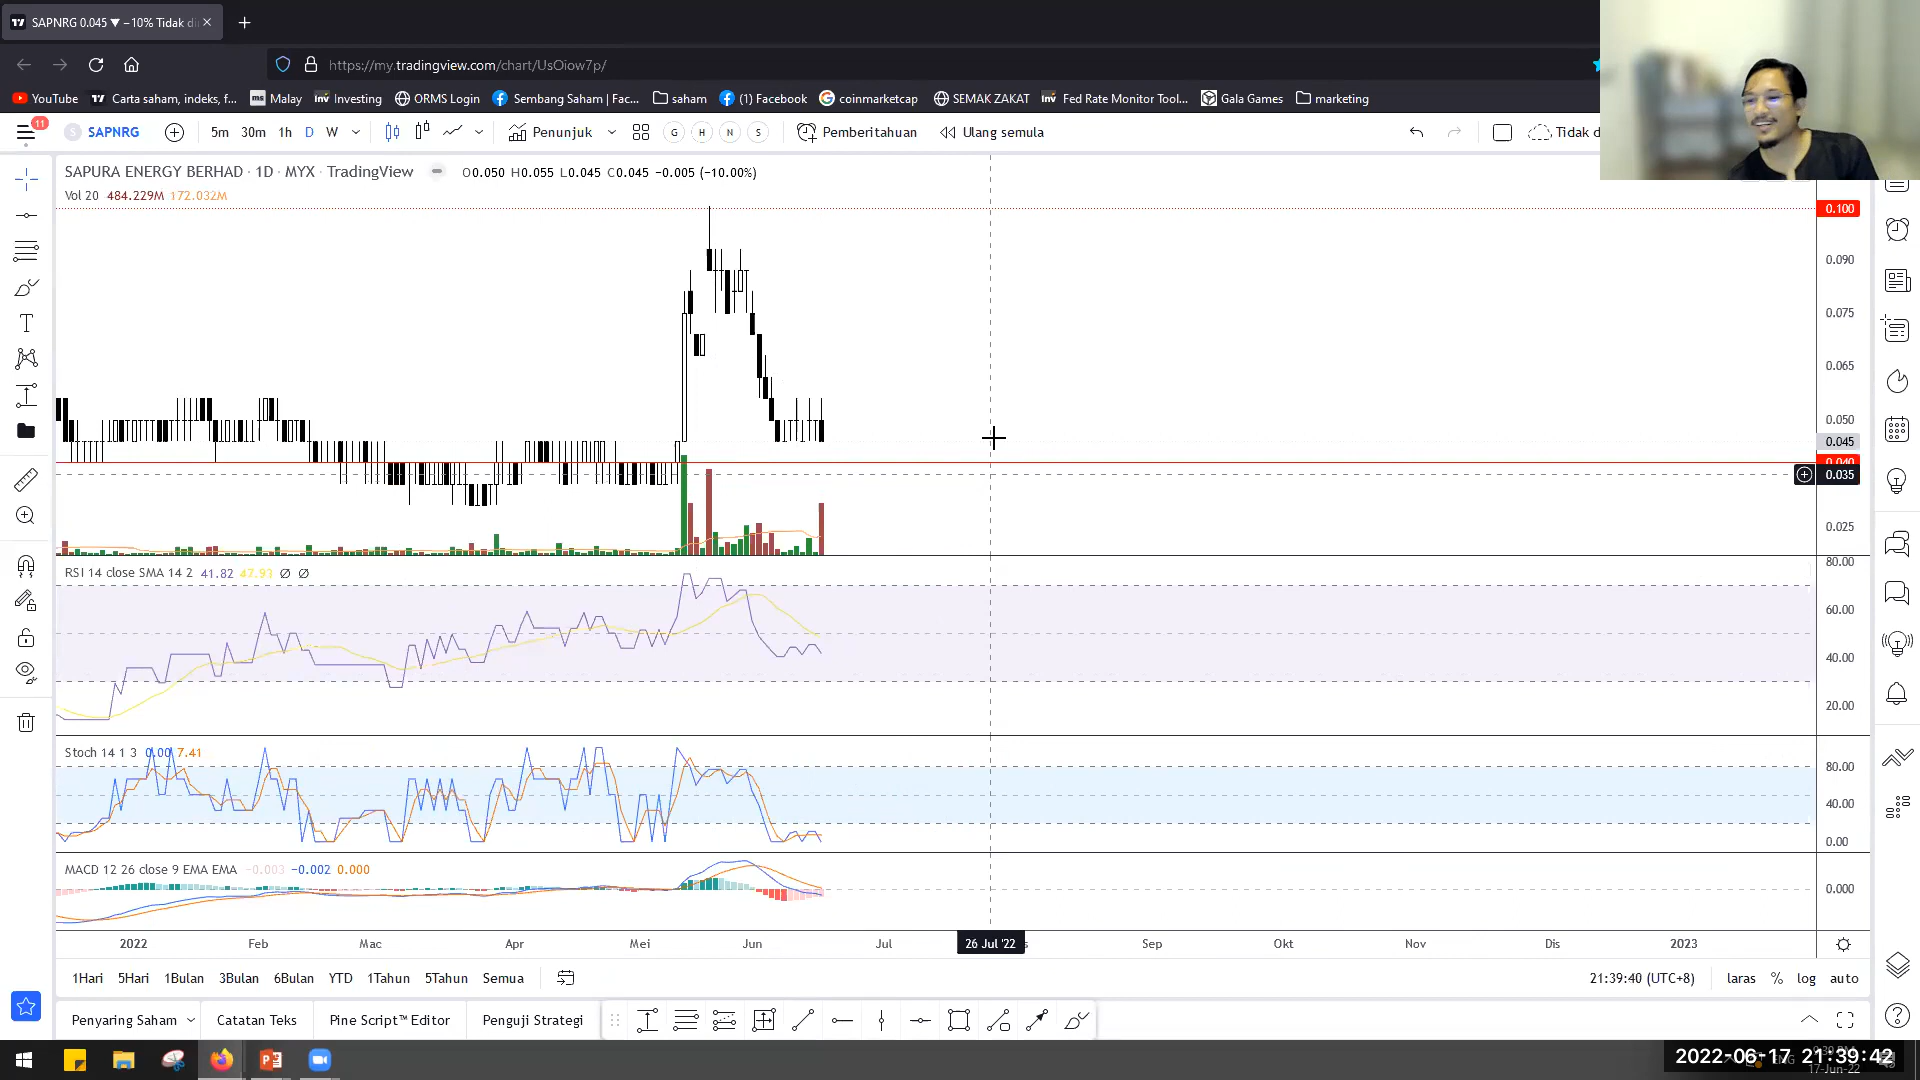 SAPNRG 0.045 ▼ −10% Tidak di
https://my.tradingview.com/chart/UsOiow7p/
YouTube Carta saham, indeks, f... Malay Investing ORMS Login Sembang Saham | Fac... saham (1) Facebook coinmarketcap SEMAK ZAKAT Fed Rate Monitor Tool... Gala Games marketing
11
SAPNRG 5m 30m 1h D W Penunjuk G H N S Pemberitahuan Ulang semula Tidak d
SAPURA ENERGY BERHAD · 1D · MYX · TradingView O0.050 H0.055 L0.045 C0.045 −0.005 (−10.00%)
Vol 20 484.229M 172.032M
0.100
0.090
0.075
0.065
0.050
0.045
0.040
0.035
0.025
RSI 14 close SMA 14 2 41.82 47.93 Ø Ø
80.00
60.00
40.00
20.00
Stoch 14 1 3 0.00 7.41
80.00
40.00
0.00
MACD 12 26 close 9 EMA EMA −0.003 −0.002 0.000
0.000
2022 Feb Mac Apr Mei Jun Jul 26 Jul '22 Sep Okt Nov Dis 2023
1Hari 5Hari 1Bulan 3Bulan 6Bulan YTD 1Tahun 5Tahun Semua 21:39:40 (UTC+8) laras % log auto
Penyaring Saham Catatan Teks Pine Script™ Editor Penguji Strategi
2022-06-17 21:39:42
17-Jun-22